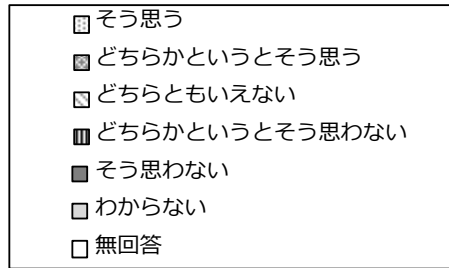 そう思う
どちらかというとそう思う
どちらともいえない
どちらかというとそう思わない
そう思わない
わからない
無回答